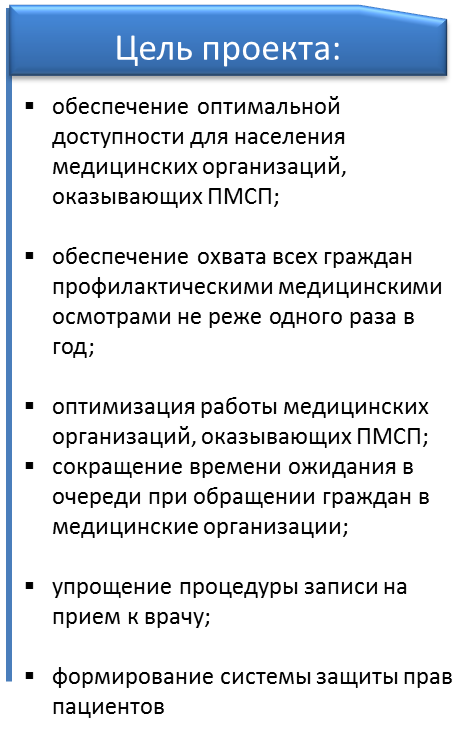 Цель проекта:
▪ обеспечение оптимальной
доступности для населения
медицинских организаций,
оказывающих ПМСП;
▪ обеспечение охвата всех граждан
профилактическими медицинскими
осмотрами не реже одного раза в
год;
▪ оптимизация работы медицинских
организаций, оказывающих ПМСП;
▪ сокращение времени ожидания в
очереди при обращении граждан в
медицинские организации;
▪ упрощение процедуры записи на
прием к врачу;
▪ формирование системы защиты прав
пациентов